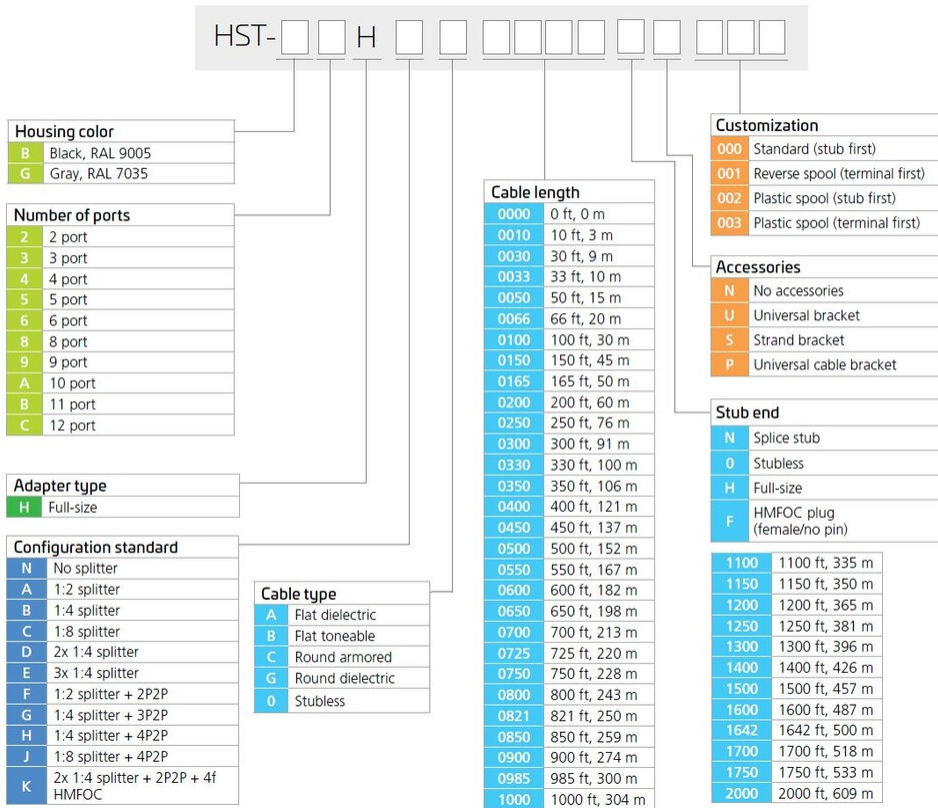 HST- H
Housing color
B Black, RAL 9005
G Gray, RAL 7035
Number of ports
2 2 port
3 3 port
4 4 port
5 5 port
6 6 port
8 8 port
9 9 port
A 10 port
B 11 port
C 12 port
Adapter type
H Full-size
Configuration standard
N No splitter
A 1:2 splitter
B 1:4 splitter
C 1:8 splitter
D 2x 1:4 splitter
E 3x 1:4 splitter
F 1:2 splitter + 2P2P
G 1:4 splitter + 3P2P
H 1:4 splitter + 4P2P
J 1:8 splitter + 4P2P
K 2x 1:4 splitter + 2P2P + 4f
HMFOC
Cable type
A Flat dielectric
B Flat toneable
C Round armored
G Round dielectric
0 Stubless
Cable length
0000 0 ft, 0 m
0010 10 ft, 3 m
0030 30 ft, 9 m
0033 33 ft, 10 m
0050 50 ft, 15 m
0066 66 ft, 20 m
0100 100 ft, 30 m
0150 150 ft, 45 m
0165 165 ft, 50 m
0200 200 ft, 60 m
0250 250 ft, 76 m
0300 300 ft, 91 m
0330 330 ft, 100 m
0350 350 ft, 106 m
0400 400 ft, 121 m
0450 450 ft, 137 m
0500 500 ft, 152 m
0550 550 ft, 167 m
0600 600 ft, 182 m
0650 650 ft, 198 m
0700 700 ft, 213 m
0725 725 ft, 220 m
0750 750 ft, 228 m
0800 800 ft, 243 m
0821 821 ft, 250 m
0850 850 ft, 259 m
0900 900 ft, 274 m
0985 985 ft, 300 m
1000 1000 ft, 304 m
Customization
000 Standard (stub first)
001 Reverse spool (terminal first)
002 Plastic spool (stub first)
003 Plastic spool (terminal first)
Accessories
N No accessories
U Universal bracket
S Strand bracket
P Universal cable bracket
Stub end
N Splice stub
0 Stubless
H Full-size
F HMFOC plug
(female/no pin)
1100 1100 ft, 335 m
1150 1150 ft, 350 m
1200 1200 ft, 365 m
1250 1250 ft, 381 m
1300 1300 ft, 396 m
1400 1400 ft, 426 m
1500 1500 ft, 457 m
1600 1600 ft, 487 m
1642 1642 ft, 500 m
1700 1700 ft, 518 m
1750 1750 ft, 533 m
2000 2000 ft, 609 m